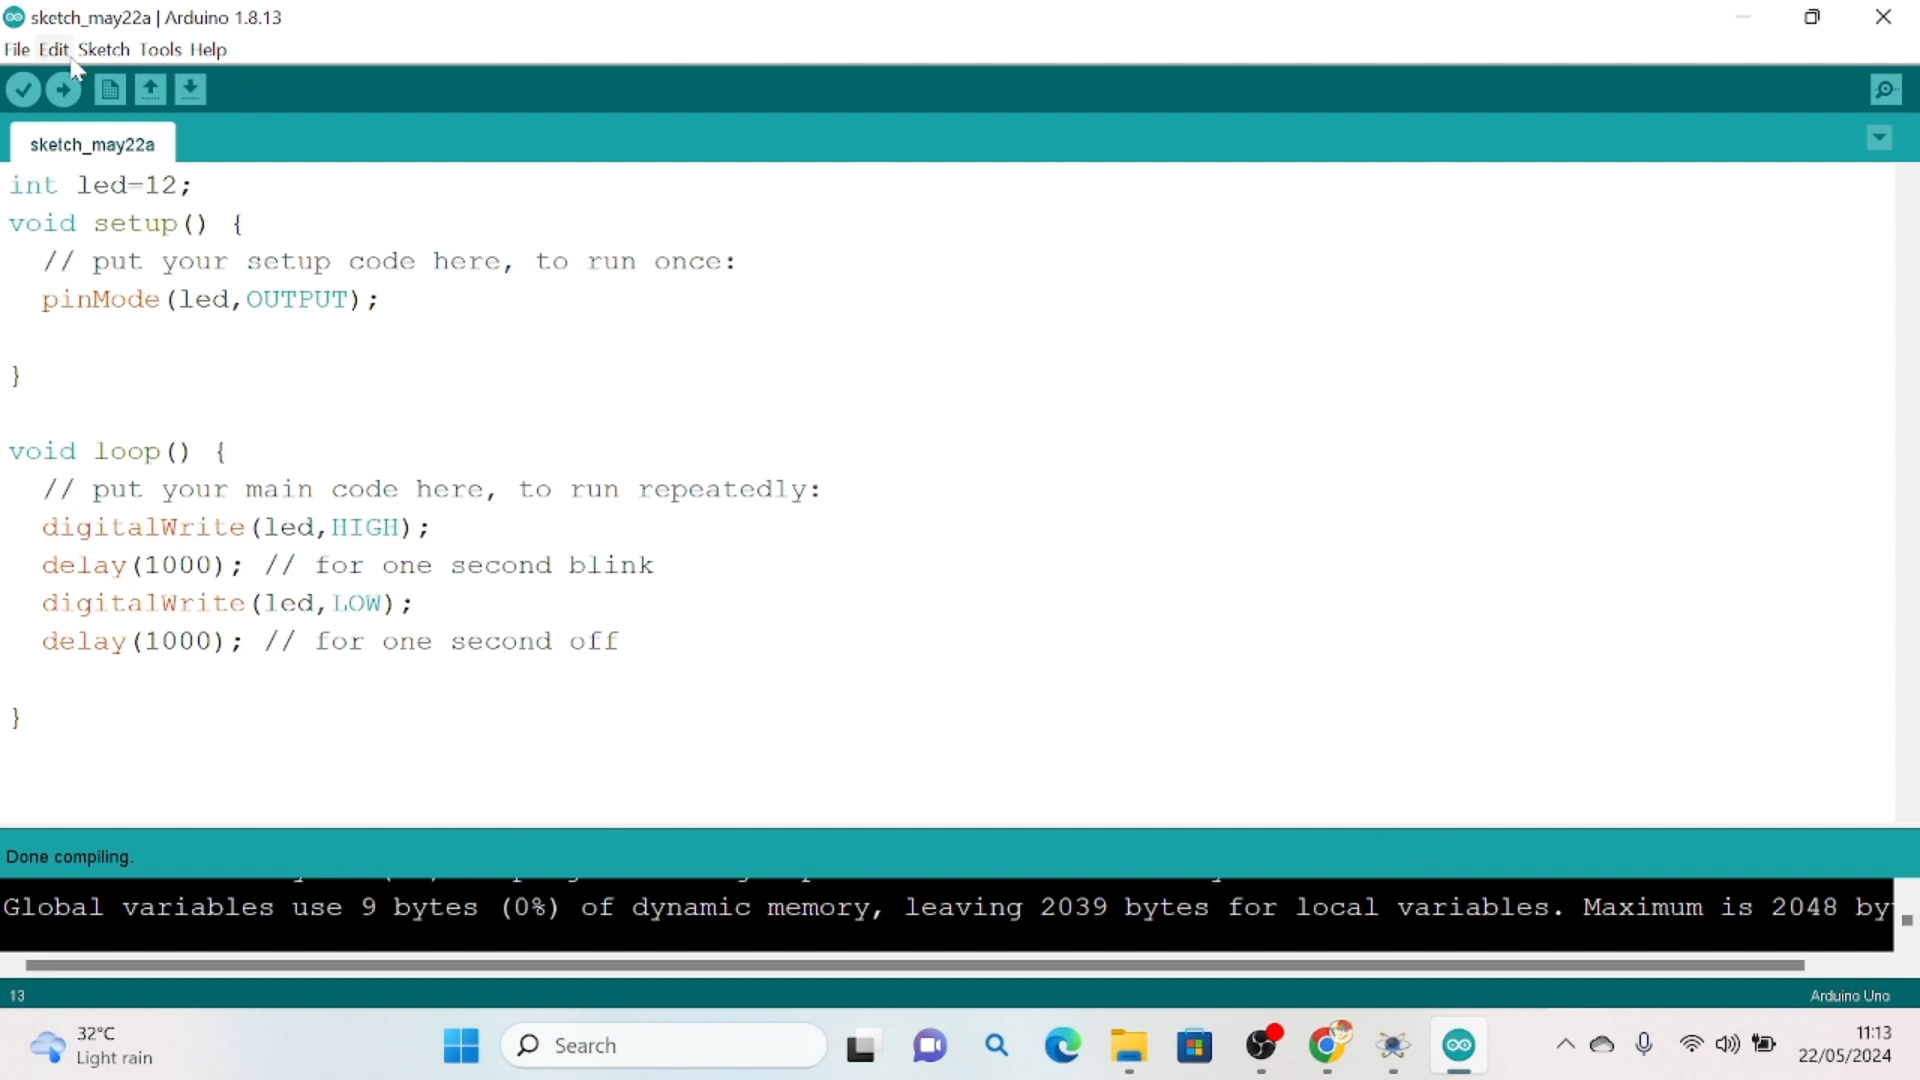 sketch_may22a | Arduino 1.8.13
File Edit Sketch Tools Help
sketch_may22a
int led=12;
void setup() {
// put your setup code here, to run once:
pinMode(led,OUTPUT);
}
void loop() {
// put your main code here, to run repeatedly:
digitalWrite(led,HIGH);
delay(1000); // for one second blink
digitalWrite(led,LOW);
delay(1000); // for one second off
}
Done compiling.
Global variables use 9 bytes (0%) of dynamic memory, leaving 2039 bytes for local variables. Maximum is 2048 by
13
Arduino Uno
32°C
Light rain
Search
11:13
22/05/2024